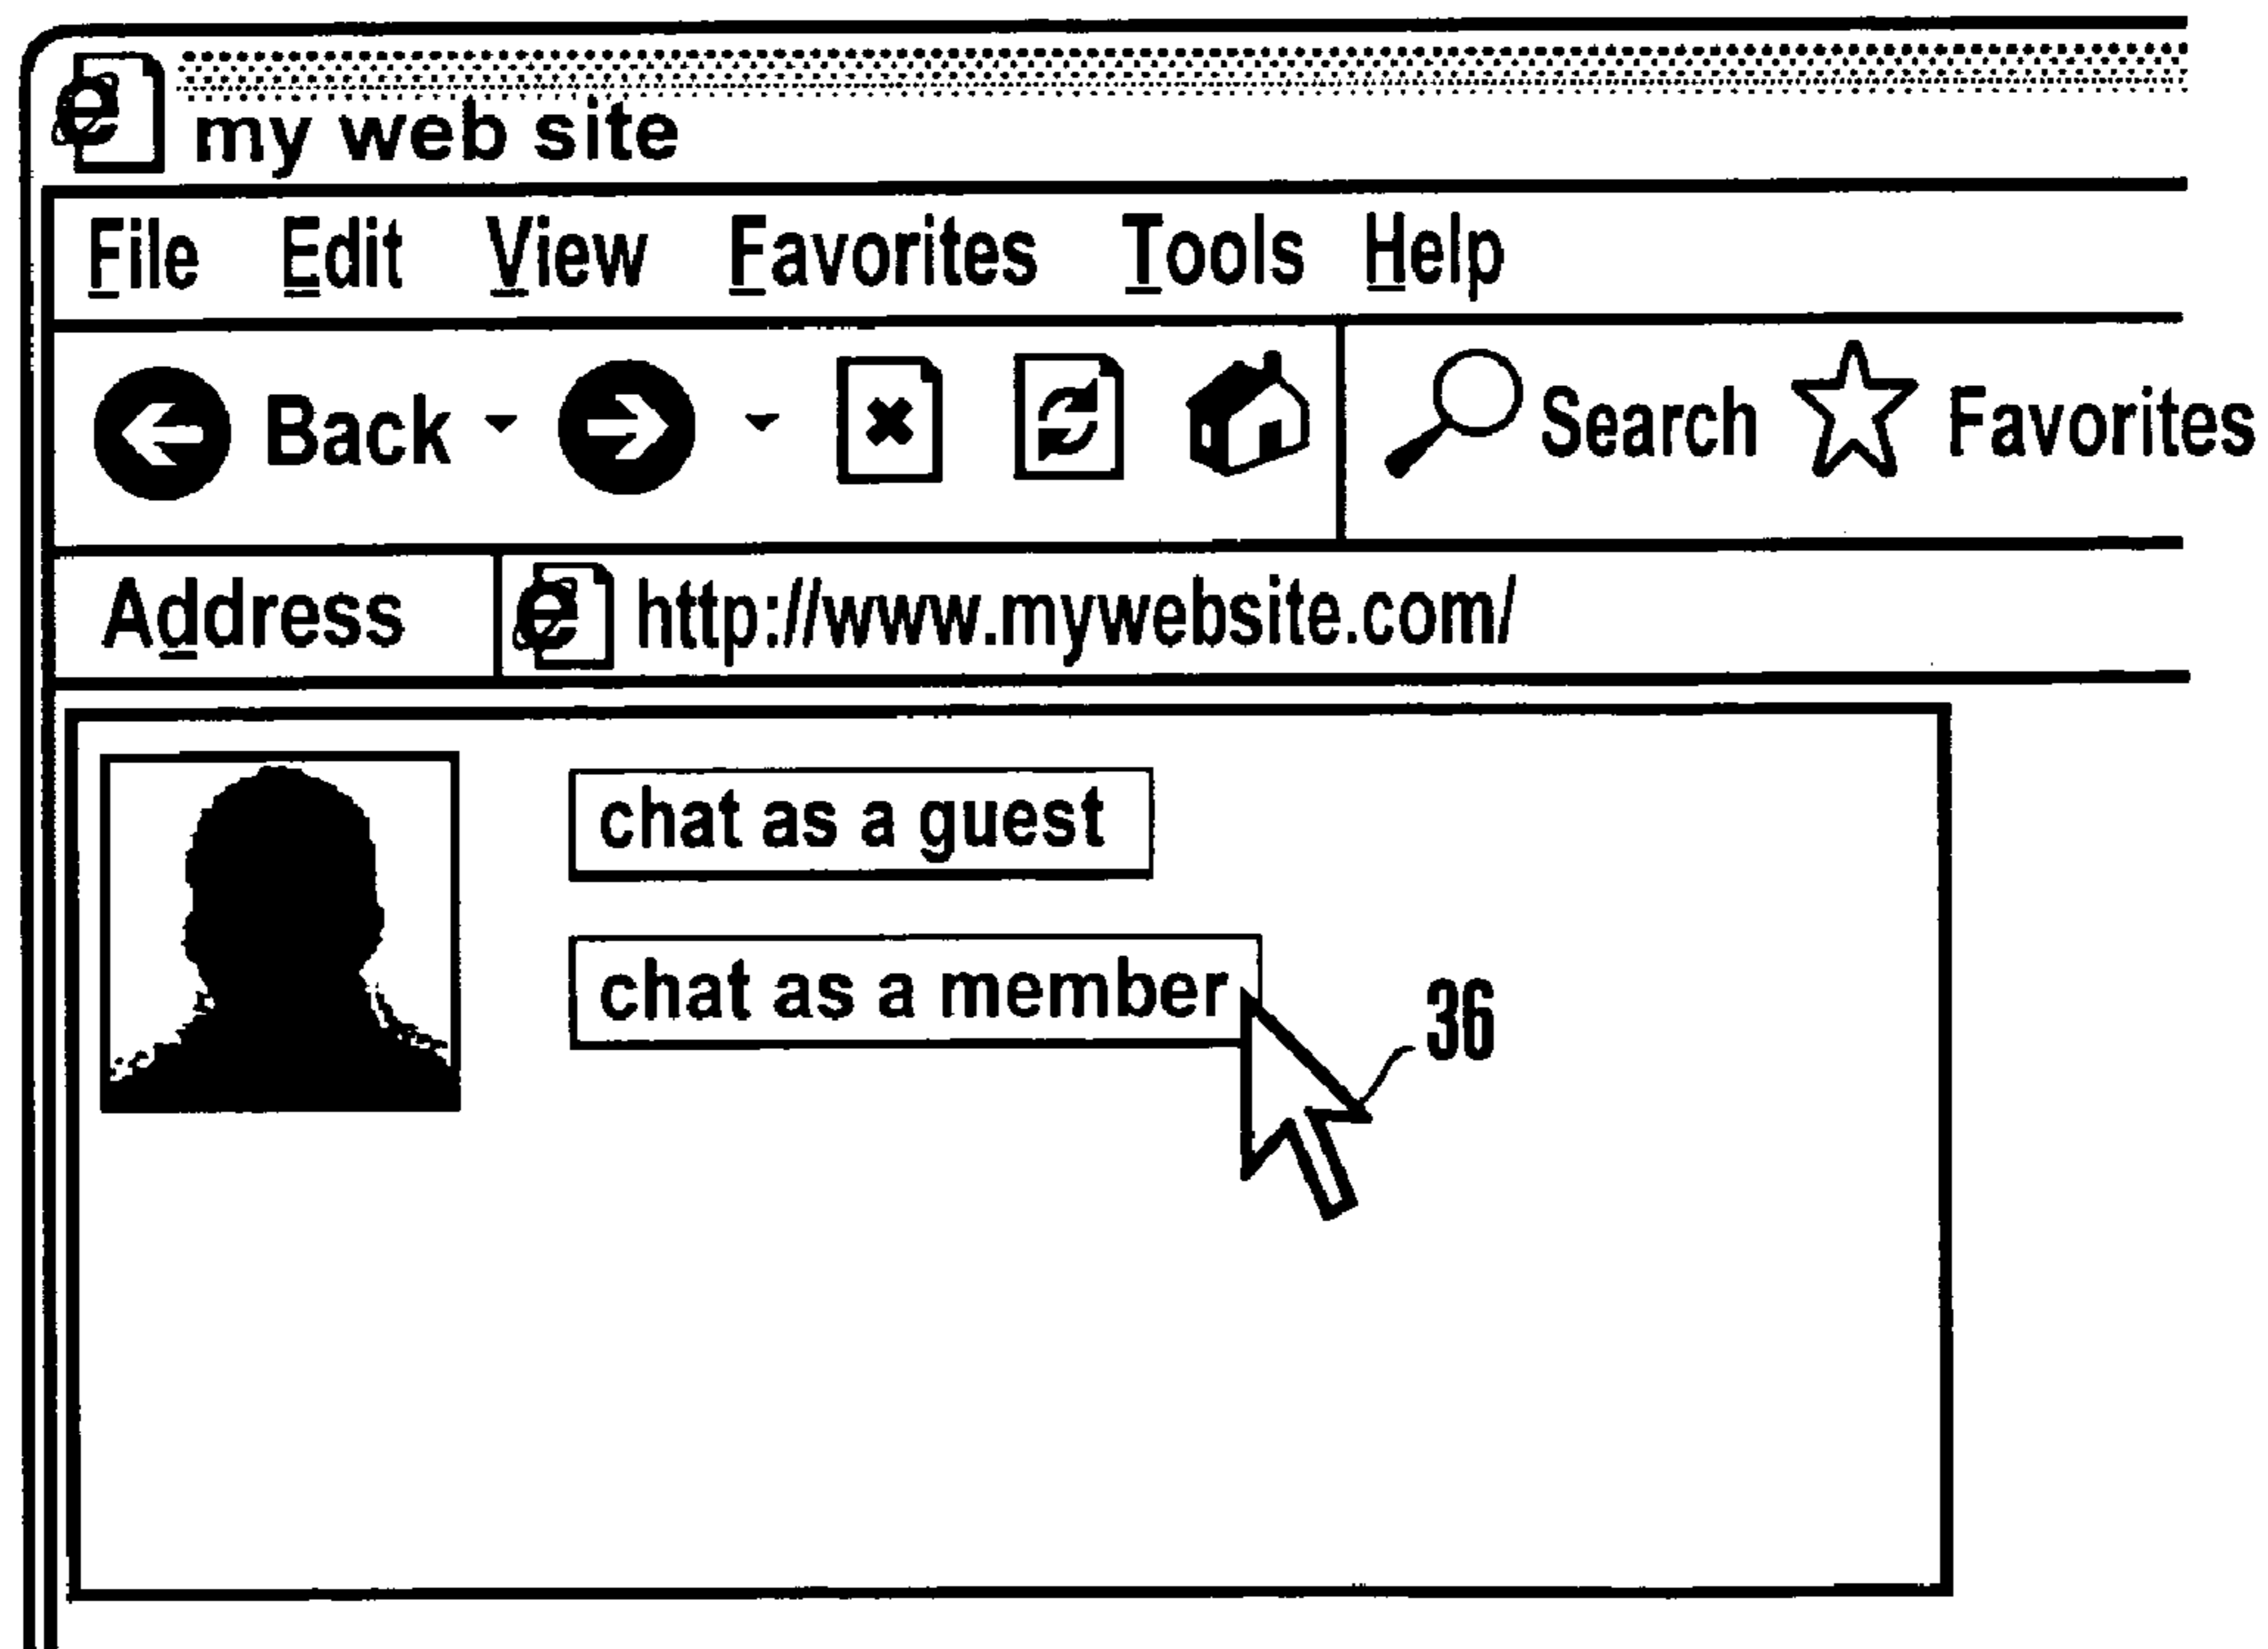 my web site
File Edit View Favorites Tools Help
Back Search Favorites
Address http://www.mywebsite.com/
chat as a guest
chat as a member
36